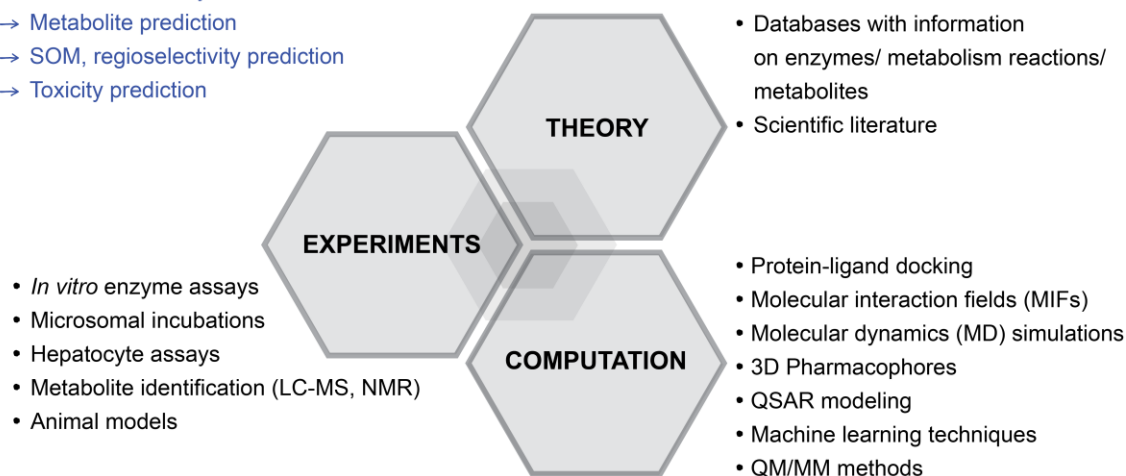 → Metabolite prediction
→ SOM, regioselectivity prediction
→ Toxicity prediction
• Databases with information
on enzymes/ metabolism reactions/
metabolites
• Scientific literature
THEORY
EXPERIMENTS
• In vitro enzyme assays
• Microsomal incubations
• Hepatocyte assays
• Metabolite identification (LC-MS, NMR)
• Animal models
COMPUTATION
• Protein-ligand docking
• Molecular interaction fields (MIFs)
• Molecular dynamics (MD) simulations
• 3D Pharmacophores
• QSAR modeling
• Machine learning techniques
• QM/MM methods